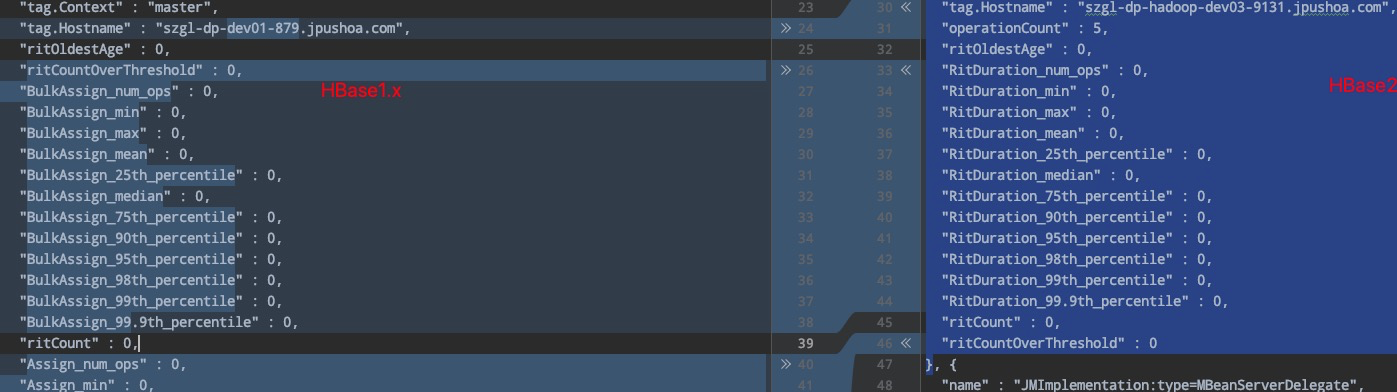 "tag.Context" : "master",
"tag.Hostname" : "szgl-dp-dev01-879.jpushoa.com",
"ritOldestAge" : 0,
"ritCountOverThreshold" : 0,
"BulkAssign_num_ops" : 0,
HBase1.x
"BulkAssign_min" : 0,
"BulkAssign_max" : 0,
"BulkAssign_mean" : 0,
"BulkAssign_25th_percentile" : 0,
"BulkAssign_median" : 0,
"BulkAssign_75th_percentile" : 0,
"BulkAssign_90th_percentile" : 0,
"BulkAssign_95th_percentile" : 0,
"BulkAssign_98th_percentile" : 0,
"BulkAssign_99th_percentile" : 0,
"BulkAssign_99.9th_percentile" : 0,
"ritCount" : 0,
"Assign_num_ops" : 0,
"Assign_min" : 0,
23 30 «
» 24 31
25 32
» 26 33 «
27 34
28 35
29 36
30 37
31 38
32 39
33 40
34 41
35 42
36 43
37 44
38 45
39 46 «
» 40 47
41 48
"tag.Hostname" : "szgl-dp-hadoop-dev03-9131.jpushoa.com",
"operationCount" : 5,
"ritOldestAge" : 0,
"RitDuration_num_ops" : 0,
HBase2
"RitDuration_min" : 0,
"RitDuration_max" : 0,
"RitDuration_mean" : 0,
"RitDuration_25th_percentile" : 0,
"RitDuration_median" : 0,
"RitDuration_75th_percentile" : 0,
"RitDuration_90th_percentile" : 0,
"RitDuration_95th_percentile" : 0,
"RitDuration_98th_percentile" : 0,
"RitDuration_99th_percentile" : 0,
"RitDuration_99.9th_percentile" : 0,
"ritCount" : 0,
"ritCountOverThreshold" : 0
}, {
"name" : "JMImplementation:type=MBeanServerDelegate",